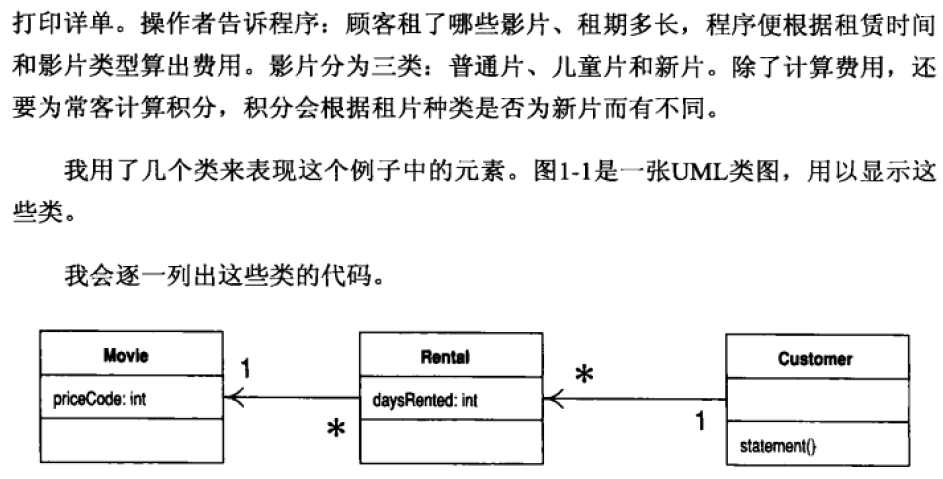 打印详单。操作者告诉程序：顾客租了哪些影片、租期多长，程序便根据租赁时间
和影片类型算出费用。影片分为三类：普通片、儿童片和新片。除了计算费用，还
要为常客计算积分，积分会根据租片种类是否为新片而有不同。
我用了几个类来表现这个例子中的元素。图1-1是一张UML类图，用以显示这
些类。
我会逐一列出这些类的代码。
Movie
priceCode: int
1
*
Rental
daysRented: int
*
1
Customer
statement()